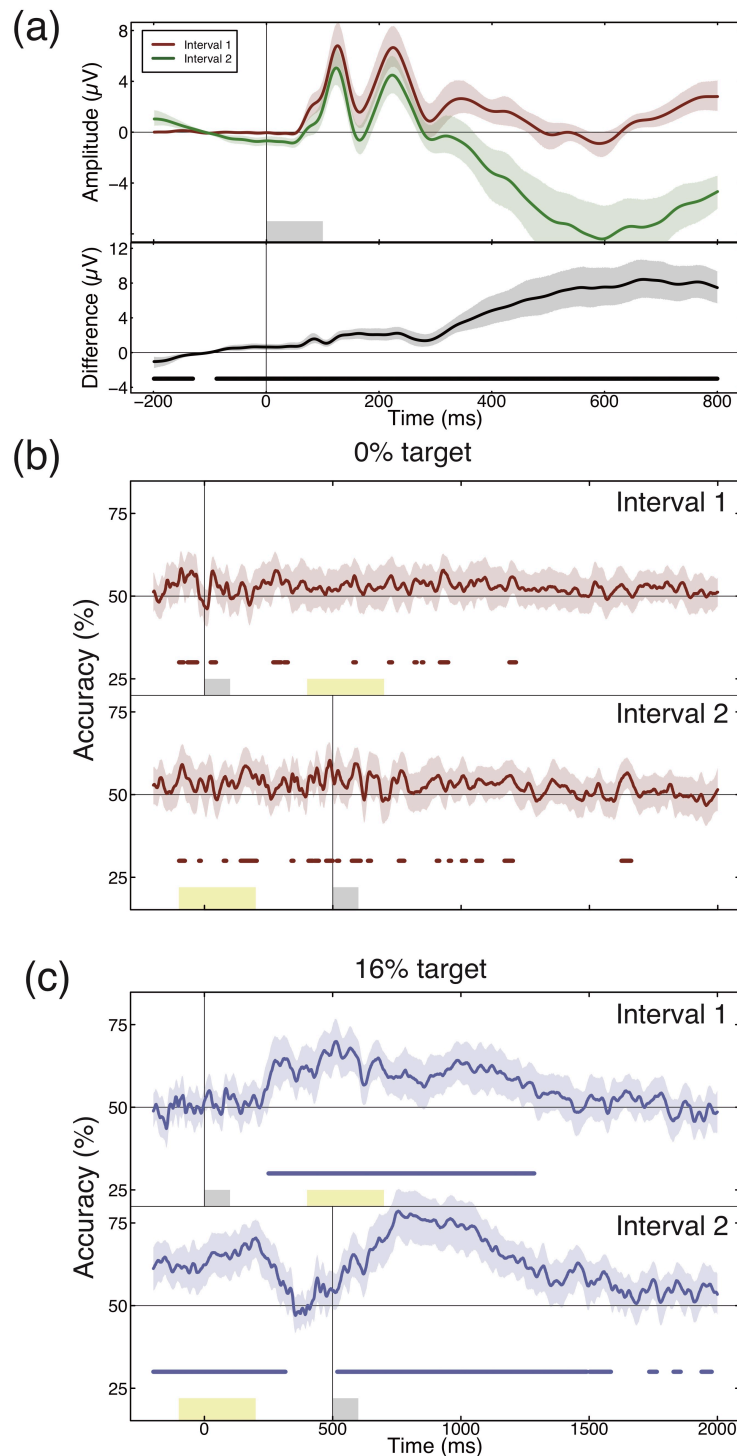 (a)
8
4
0
−4
Amplitude (µV)
Interval 1
Interval 2
12
8
4
0
−4
Difference (µV)
−200 0 200 400 600 800
Time (ms)
(b)
0% target
Interval 1
75
50
25
Accuracy (%)
Interval 2
75
50
25
(c)
16% target
Interval 1
75
50
25
Accuracy (%)
Interval 2
75
50
25
0 500 1000 1500 2000
Time (ms)